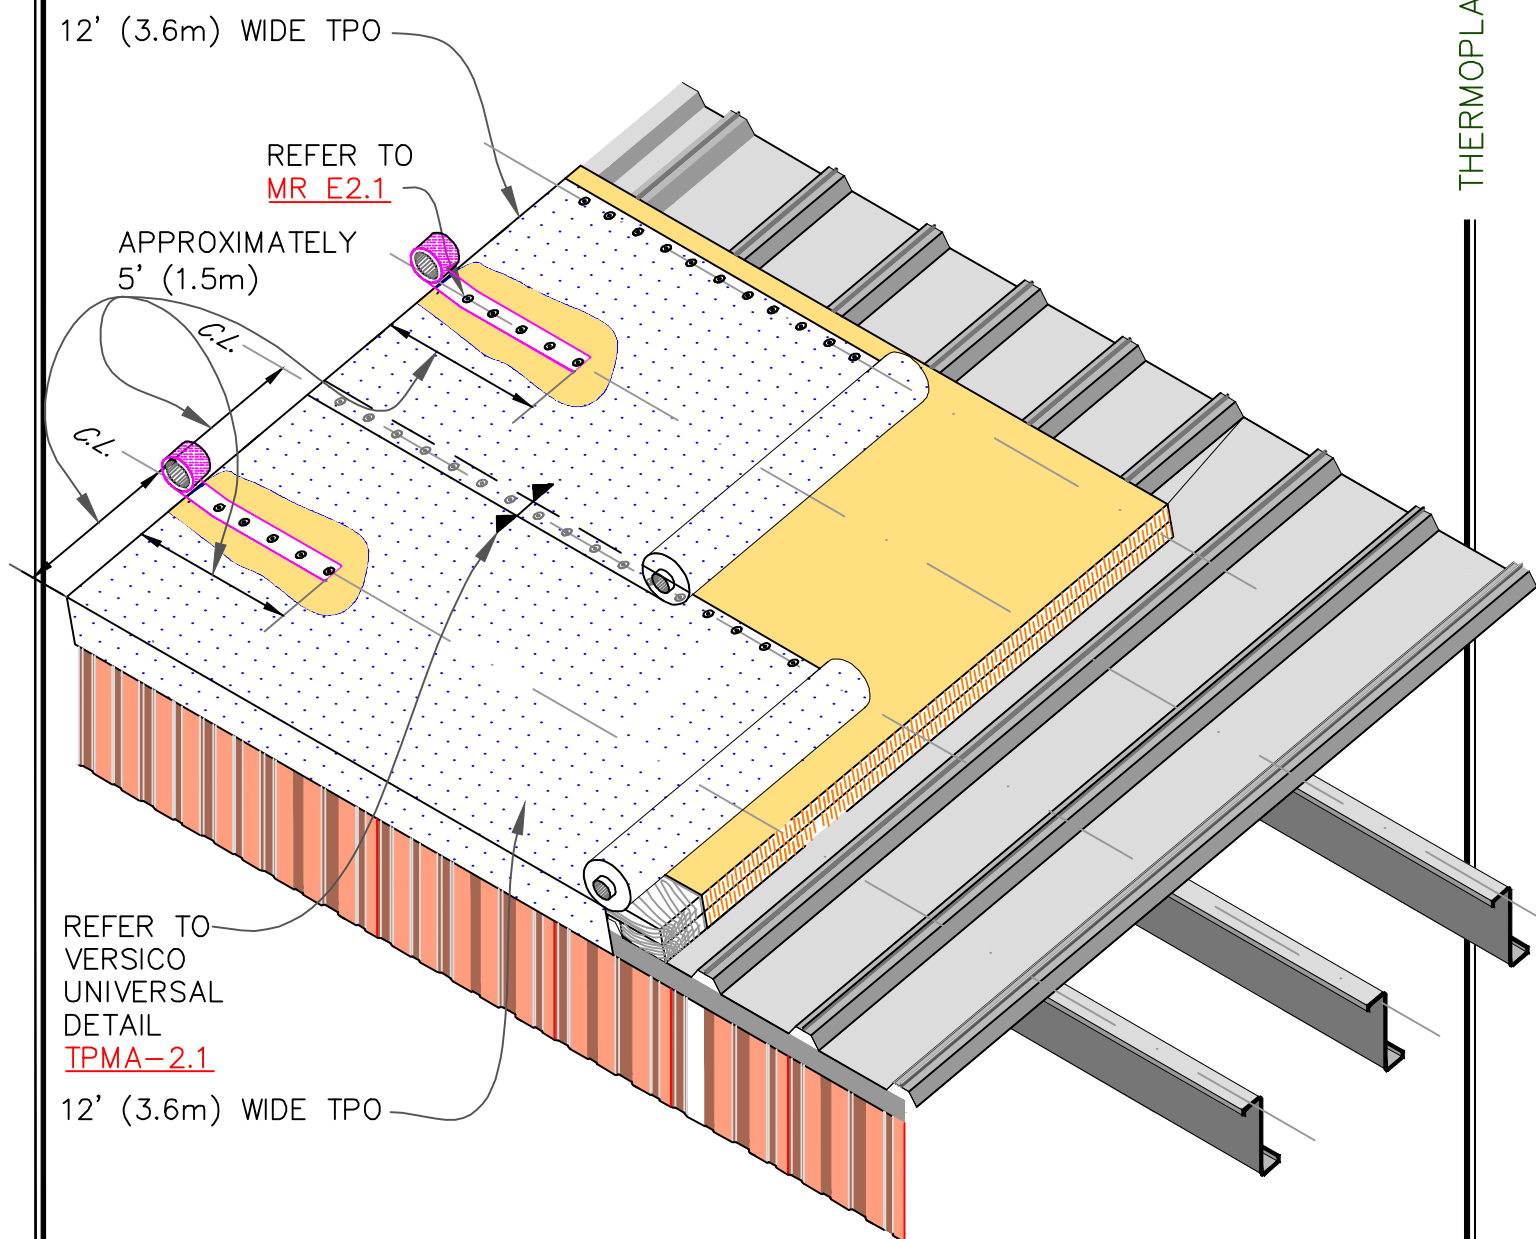 12' (3.6m) WIDE TPO
REFER TO
MR E2.1
APPROXIMATELY
5' (1.5m)
C.L.
C.L.
REFER TO
VERSICO
UNIVERSAL
DETAIL
TPMA-2.1
12' (3.6m) WIDE TPO
THERMOPLA